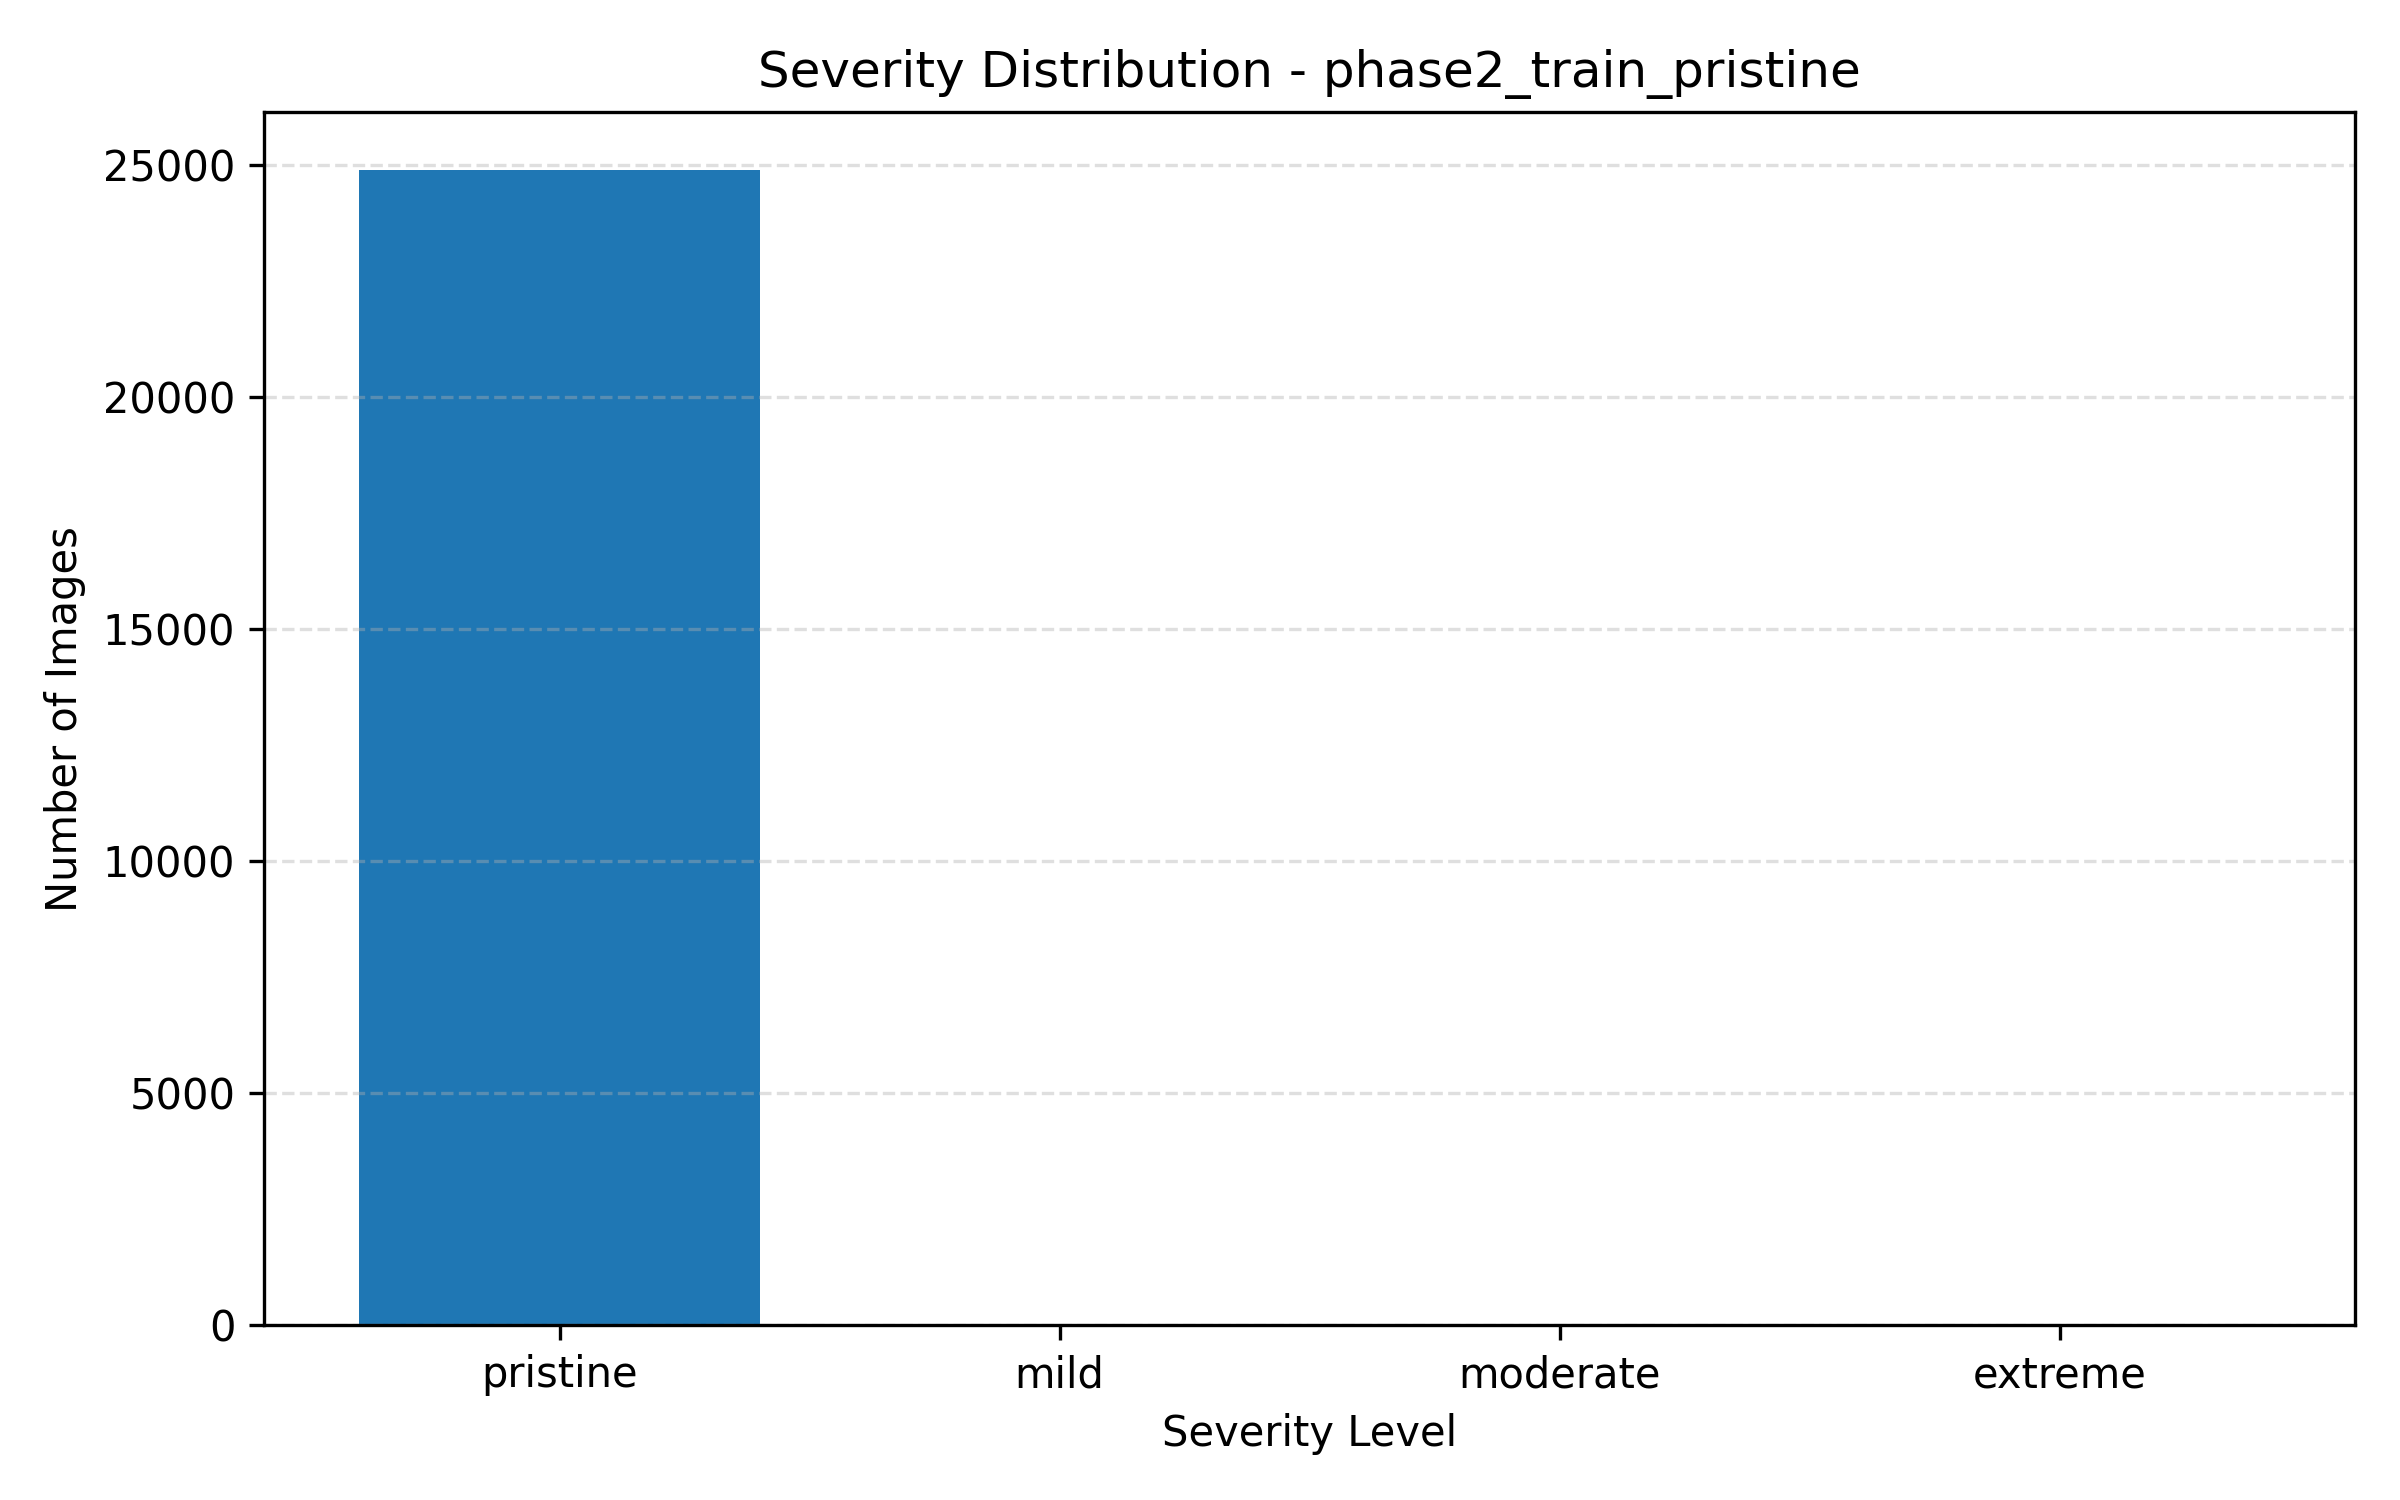 Severity Distribution - phase2_train_pristine
25000
20000
15000
10000
5000
0
Number of Images
pristine mild moderate extreme
Severity Level